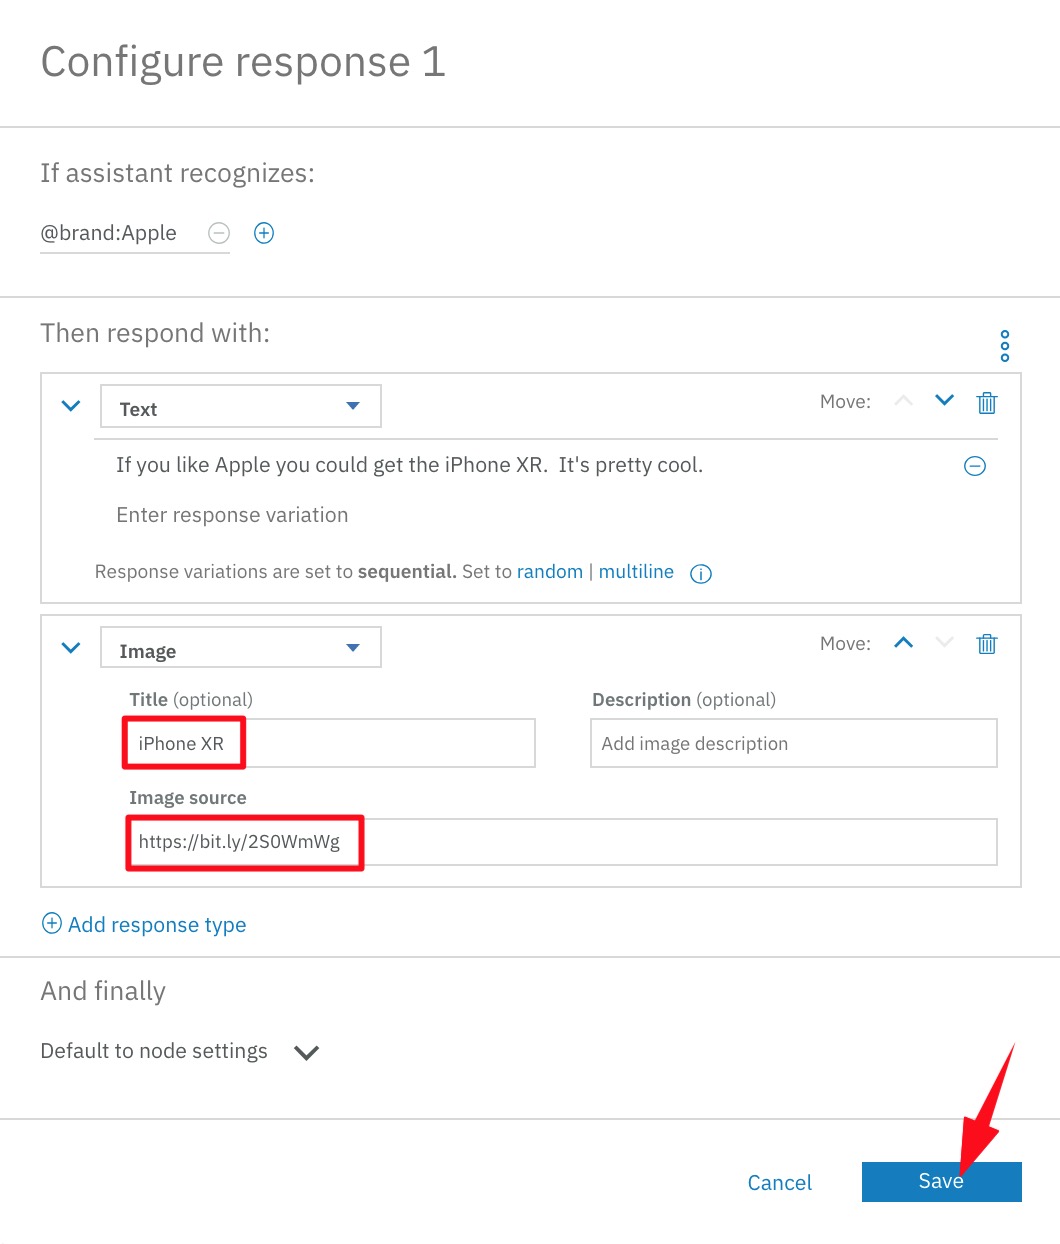 Configure response 1
If assistant recognizes:
@brand:Apple
Then respond with:
Text
Move:
If you like Apple you could get the iPhone XR.  It's pretty cool.
Enter response variation
Response variations are set to sequential. Set to random | multiline
Image
Move:
Title (optional)
Description (optional)
iPhone XR
Add image description
Image source
https://bit.ly/2S0WmWg
Add response type
And finally
Default to node settings
Cancel
Save